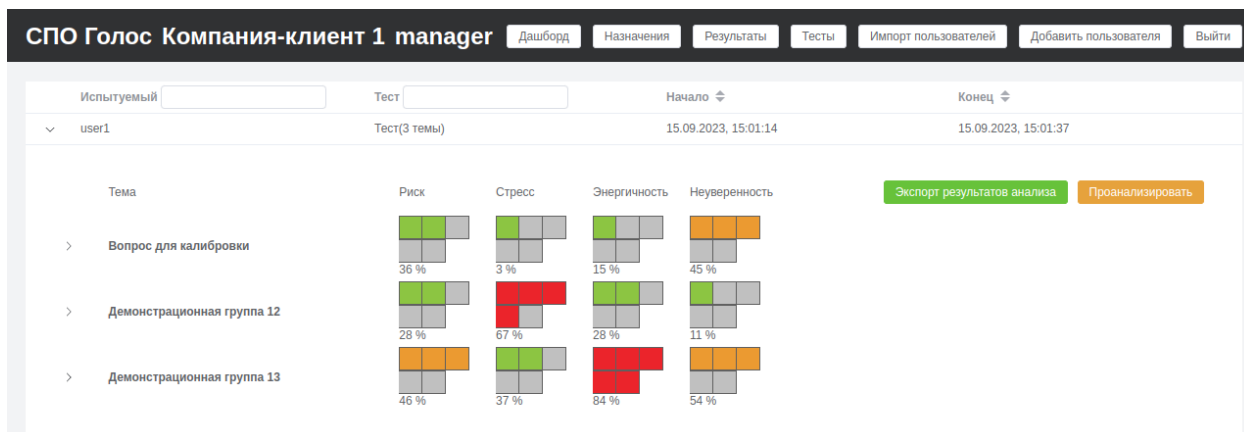 СПО Голос Компания-клиент 1 manager Дашборд Назначения Результаты Тесты Импорт пользователей Добавить пользователя Выйти
Испытуемый Тест Начало Конец
user1 Тест(3 темы) 15.09.2023, 15:01:14 15.09.2023, 15:01:37
Тема Риск Стресс Энергичность Неуверенность Экспорт результатов анализа Проанализировать
Вопрос для калибровки
36 % 3 % 15 % 45 %
Демонстрационная группа 12
28 % 67 % 28 % 11 %
Демонстрационная группа 13
46 % 37 % 84 % 54 %